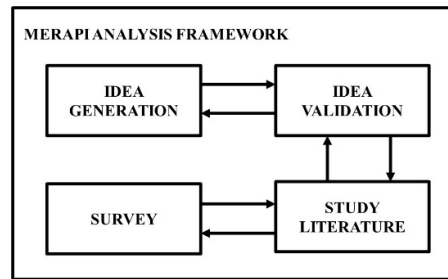 MERAPI ANALYSIS FRAMEWORK
IDEA
GENERATION
IDEA
VALIDATION
SURVEY
STUDY
LITERATURE